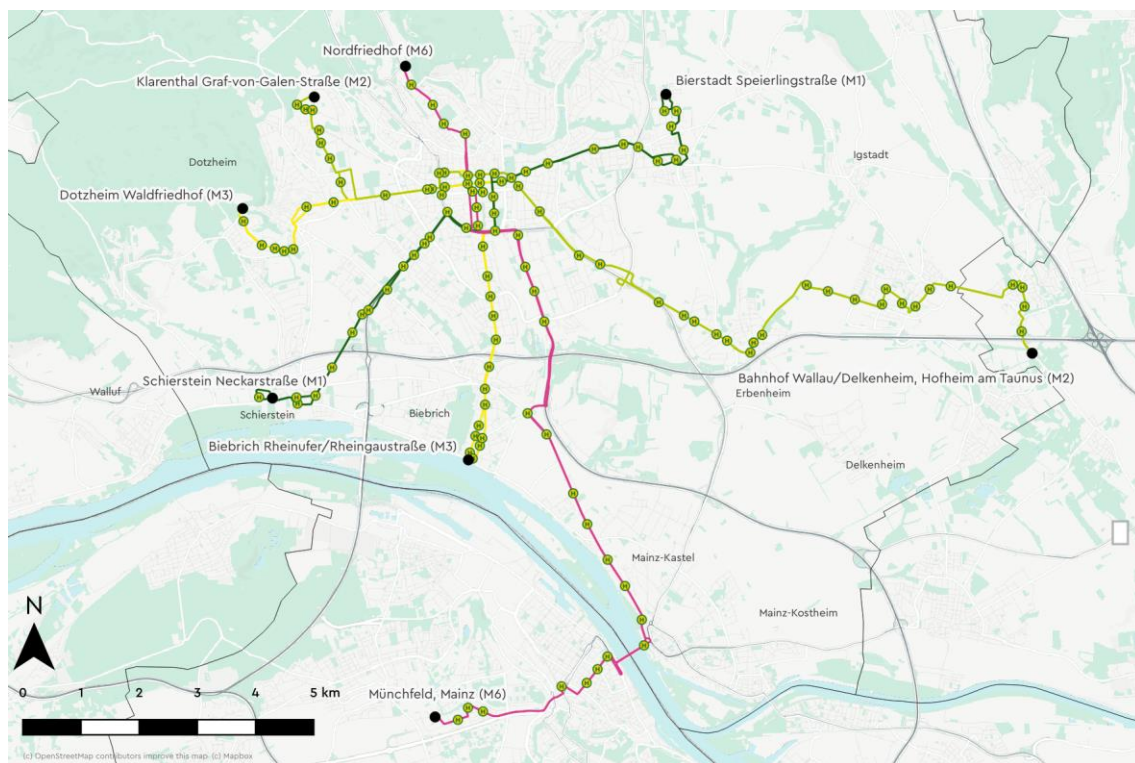 Nordfriedhof (M6)
Klarenthal Graf-von-Galen-Straße (M2)
Bierstadt Speierlingstraße (M1)
Igstadt
Dotzheim
Dotzheim Waldfriedhof (M3)
Bahnhof Wallau/Delkenheim, Hofheim am Taunus (M2)
Schierstein Neckarstraße (M1)
Walluf
Erbenheim
Schierstein
Biebrich
Biebrich Rheinufer/Rheingaustraße (M3)
Delkenheim
Mainz-Kastel
N
Mainz-Kostheim
0 1 2 3 4 5 km
Münchfeld, Mainz (M6)
(c) OpenStreetMap contributors improve this map (c) Mapbox